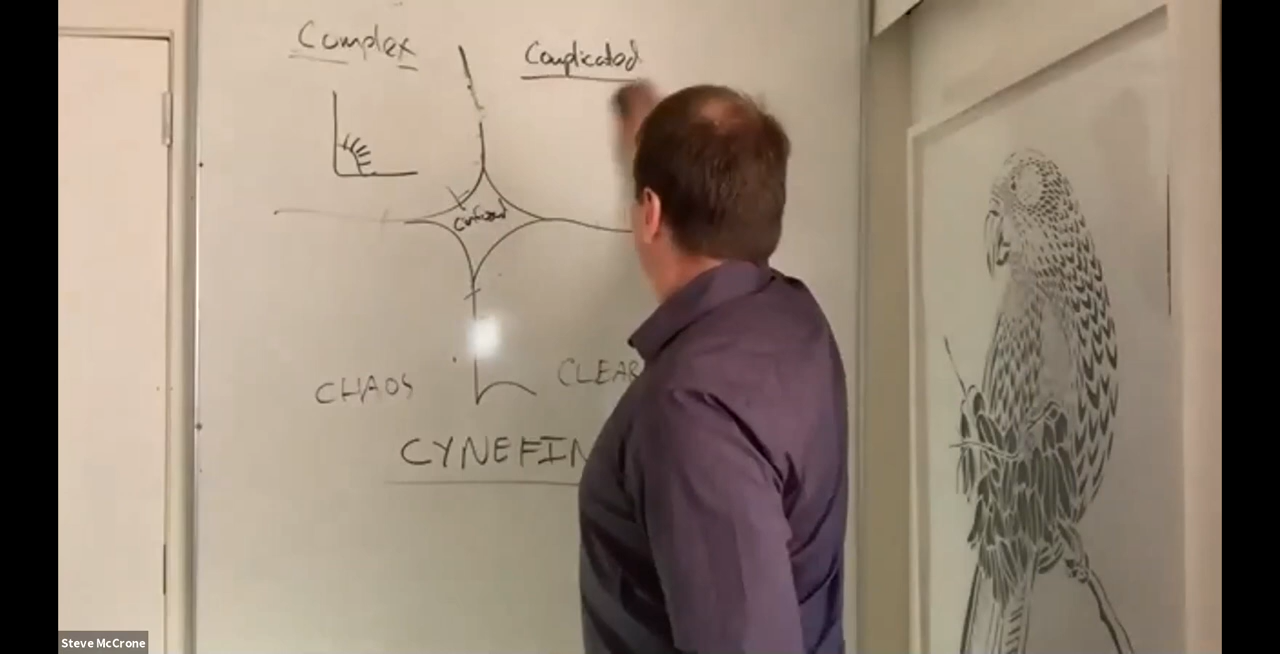 Complex
Complicated
Confused
CHAOS
CLEAR
CYNEFIN
Steve McCrone